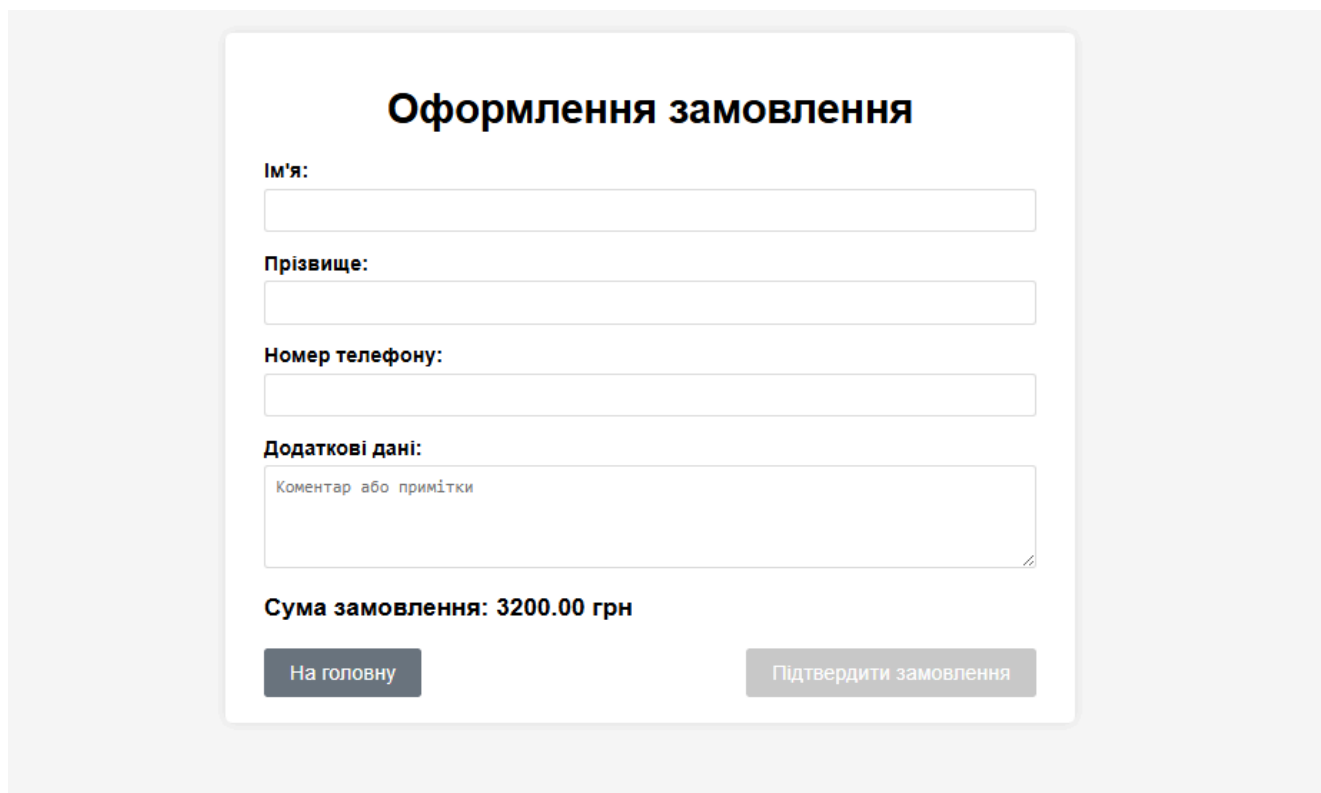 Оформлення замовлення
Ім'я:
Прізвище:
Номер телефону:
Додаткові дані:
Коментар або примітки
Сума замовлення: 3200.00 грн
На головну
Підтвердити замовлення